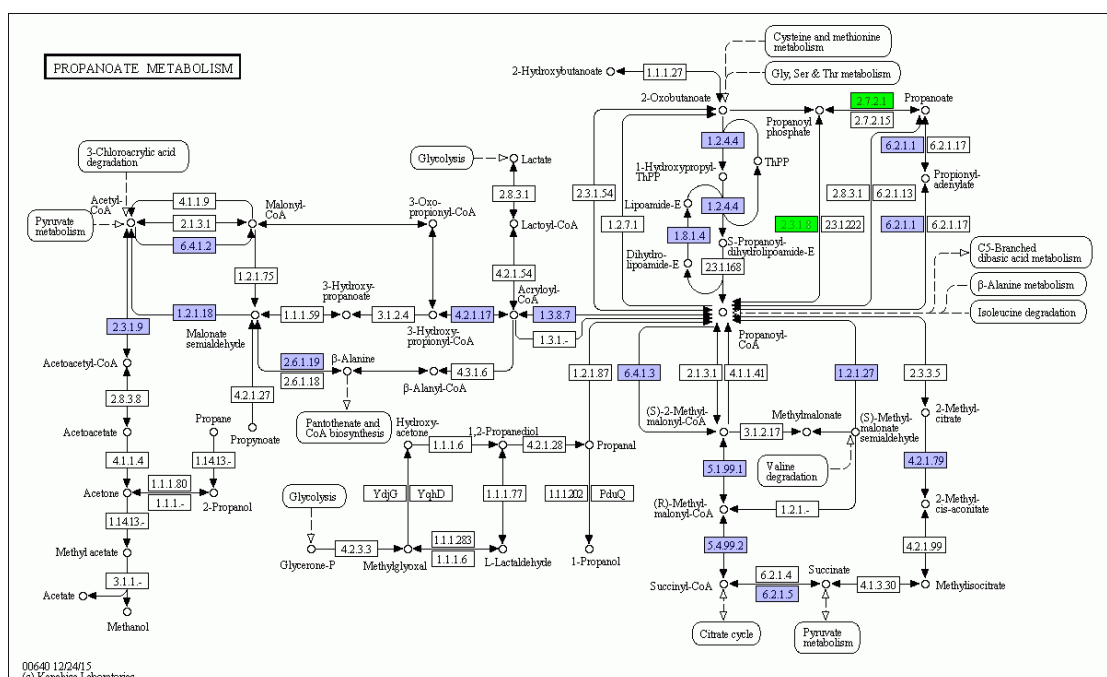 PROPANOATE METABOLISM
Cysteine and methionine
metabolism
2-Hydroxybutanoate
1.1.1.27
Gly, Ser & Thr metabolism
2-Oxobutanoate
2.7.2.1
Propanoate
Propanoyl
phosphate
2.7.2.15
3-Chloroacrylic acid
degradation
Glycolysis
Lactate
1.2.4.4
ThPP
6.2.1.1
6.2.1.17
1-Hydroxypropyl-
ThPP
Propionyl-
adenylate
Acetyl-
CoA
4.1.1.9
Malonyl-
CoA
3-Oxo-
propionyl-CoA
2.8.3.1
2.3.1.54
Lipoamide-E
1.2.4.4
2.8.3.1
6.2.1.13
Pyruvate
metabolism
2.1.3.1
6.4.1.2
Lactoyl-CoA
1.2.7.1
1.8.1.4
2.3.1.8
2.3.1.222
6.2.1.1
6.2.1.17
S-Propanoyl-
dihydrolipoamide-E
Dihydro-
lipoamide-E
C5-Branched
dibasic acid metabolism
1.2.1.75
4.2.1.54
2.3.1.168
β-Alanine metabolism
3-Hydroxy-
propanoate
Acryloyl-
CoA
Isoleucine degradation
2.3.1.9
1.2.1.18
1.1.1.59
3.1.2.4
4.2.1.17
1.3.8.7
Malonate
semialdehyde
3-Hydroxy-
propionyl-CoA
1.3.1.-
Propanoyl-
CoA
Acetoacetyl-CoA
2.6.1.19
β-Alanine
2.6.1.18
4.3.1.6
β-Alanyl-CoA
1.2.1.87
6.4.1.3
2.1.3.1
4.1.1.41
1.2.1.27
2.3.3.5
2.8.3.8
4.2.1.27
Acetoacetate
Propane
Propynoate
Pantothenate and
CoA biosynthesis
Hydroxy-
acetone
1.1.1.6
1,2-Propanediol
4.2.1.28
Propanal
(S)-2-Methyl-
malonyl-CoA
Methylmalonate
3.1.2.17
(S)-Methyl-
malonate
semialdehyde
2-Methyl-
citrate
4.1.1.4
1.14.13.-
5.1.99.1
Valine
degradation
4.2.1.79
Acetone
1.1.1.80
1.1.1.-
2-Propanol
Glycolysis
YdjG
YqhD
1.1.1.77
1.1.1.202
PduQ
(R)-Methyl-
malonyl-CoA
1.2.1.-
2-Methyl-
cis-aconitate
1.14.13.-
4.2.3.3
1.1.1.283
1.1.1.6
5.4.99.2
4.2.1.99
Methyl acetate
Glycerone-P
Methylglyoxal
L-Lactaldehyde
1-Propanol
3.1.1.-
Succinyl-CoA
6.2.1.4
6.2.1.5
Succinate
4.1.3.30
Methylisocitrate
Acetate
Methanol
Citrate cycle
Pyruvate
metabolism
00640 12/24/15
(c) Kanehisa Laboratories